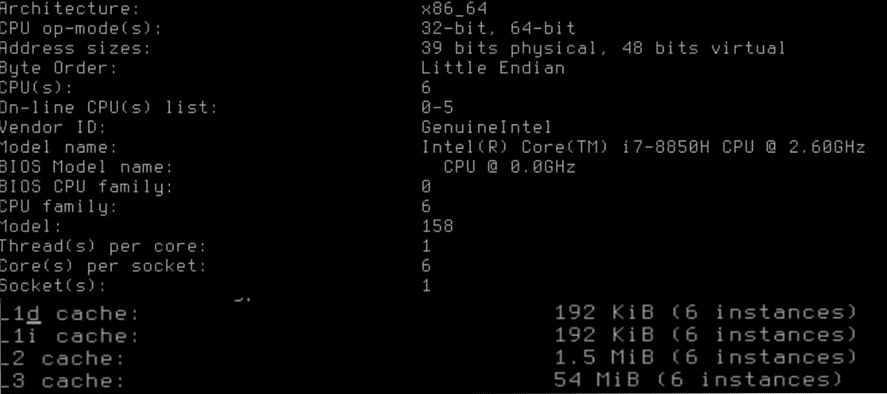 Architecture: x86_64
CPU op-mode(s): 32-bit, 64-bit
Address sizes: 39 bits physical, 48 bits virtual
Byte Order: Little Endian
CPU(s): 6
On-line CPU(s) list: 0-5
Vendor ID: GenuineIntel
Model name: Intel(R) Core(TM) i7-8850H CPU @ 2.60GHz
BIOS Model name: CPU @ 0.0GHz
BIOS CPU family: 0
CPU family: 6
Model: 158
Thread(s) per core: 1
Core(s) per socket: 6
Socket(s): 1
L1d cache: 192 KiB (6 instances)
L1i cache: 192 KiB (6 instances)
L2 cache: 1.5 MiB (6 instances)
L3 cache: 54 MiB (6 instances)